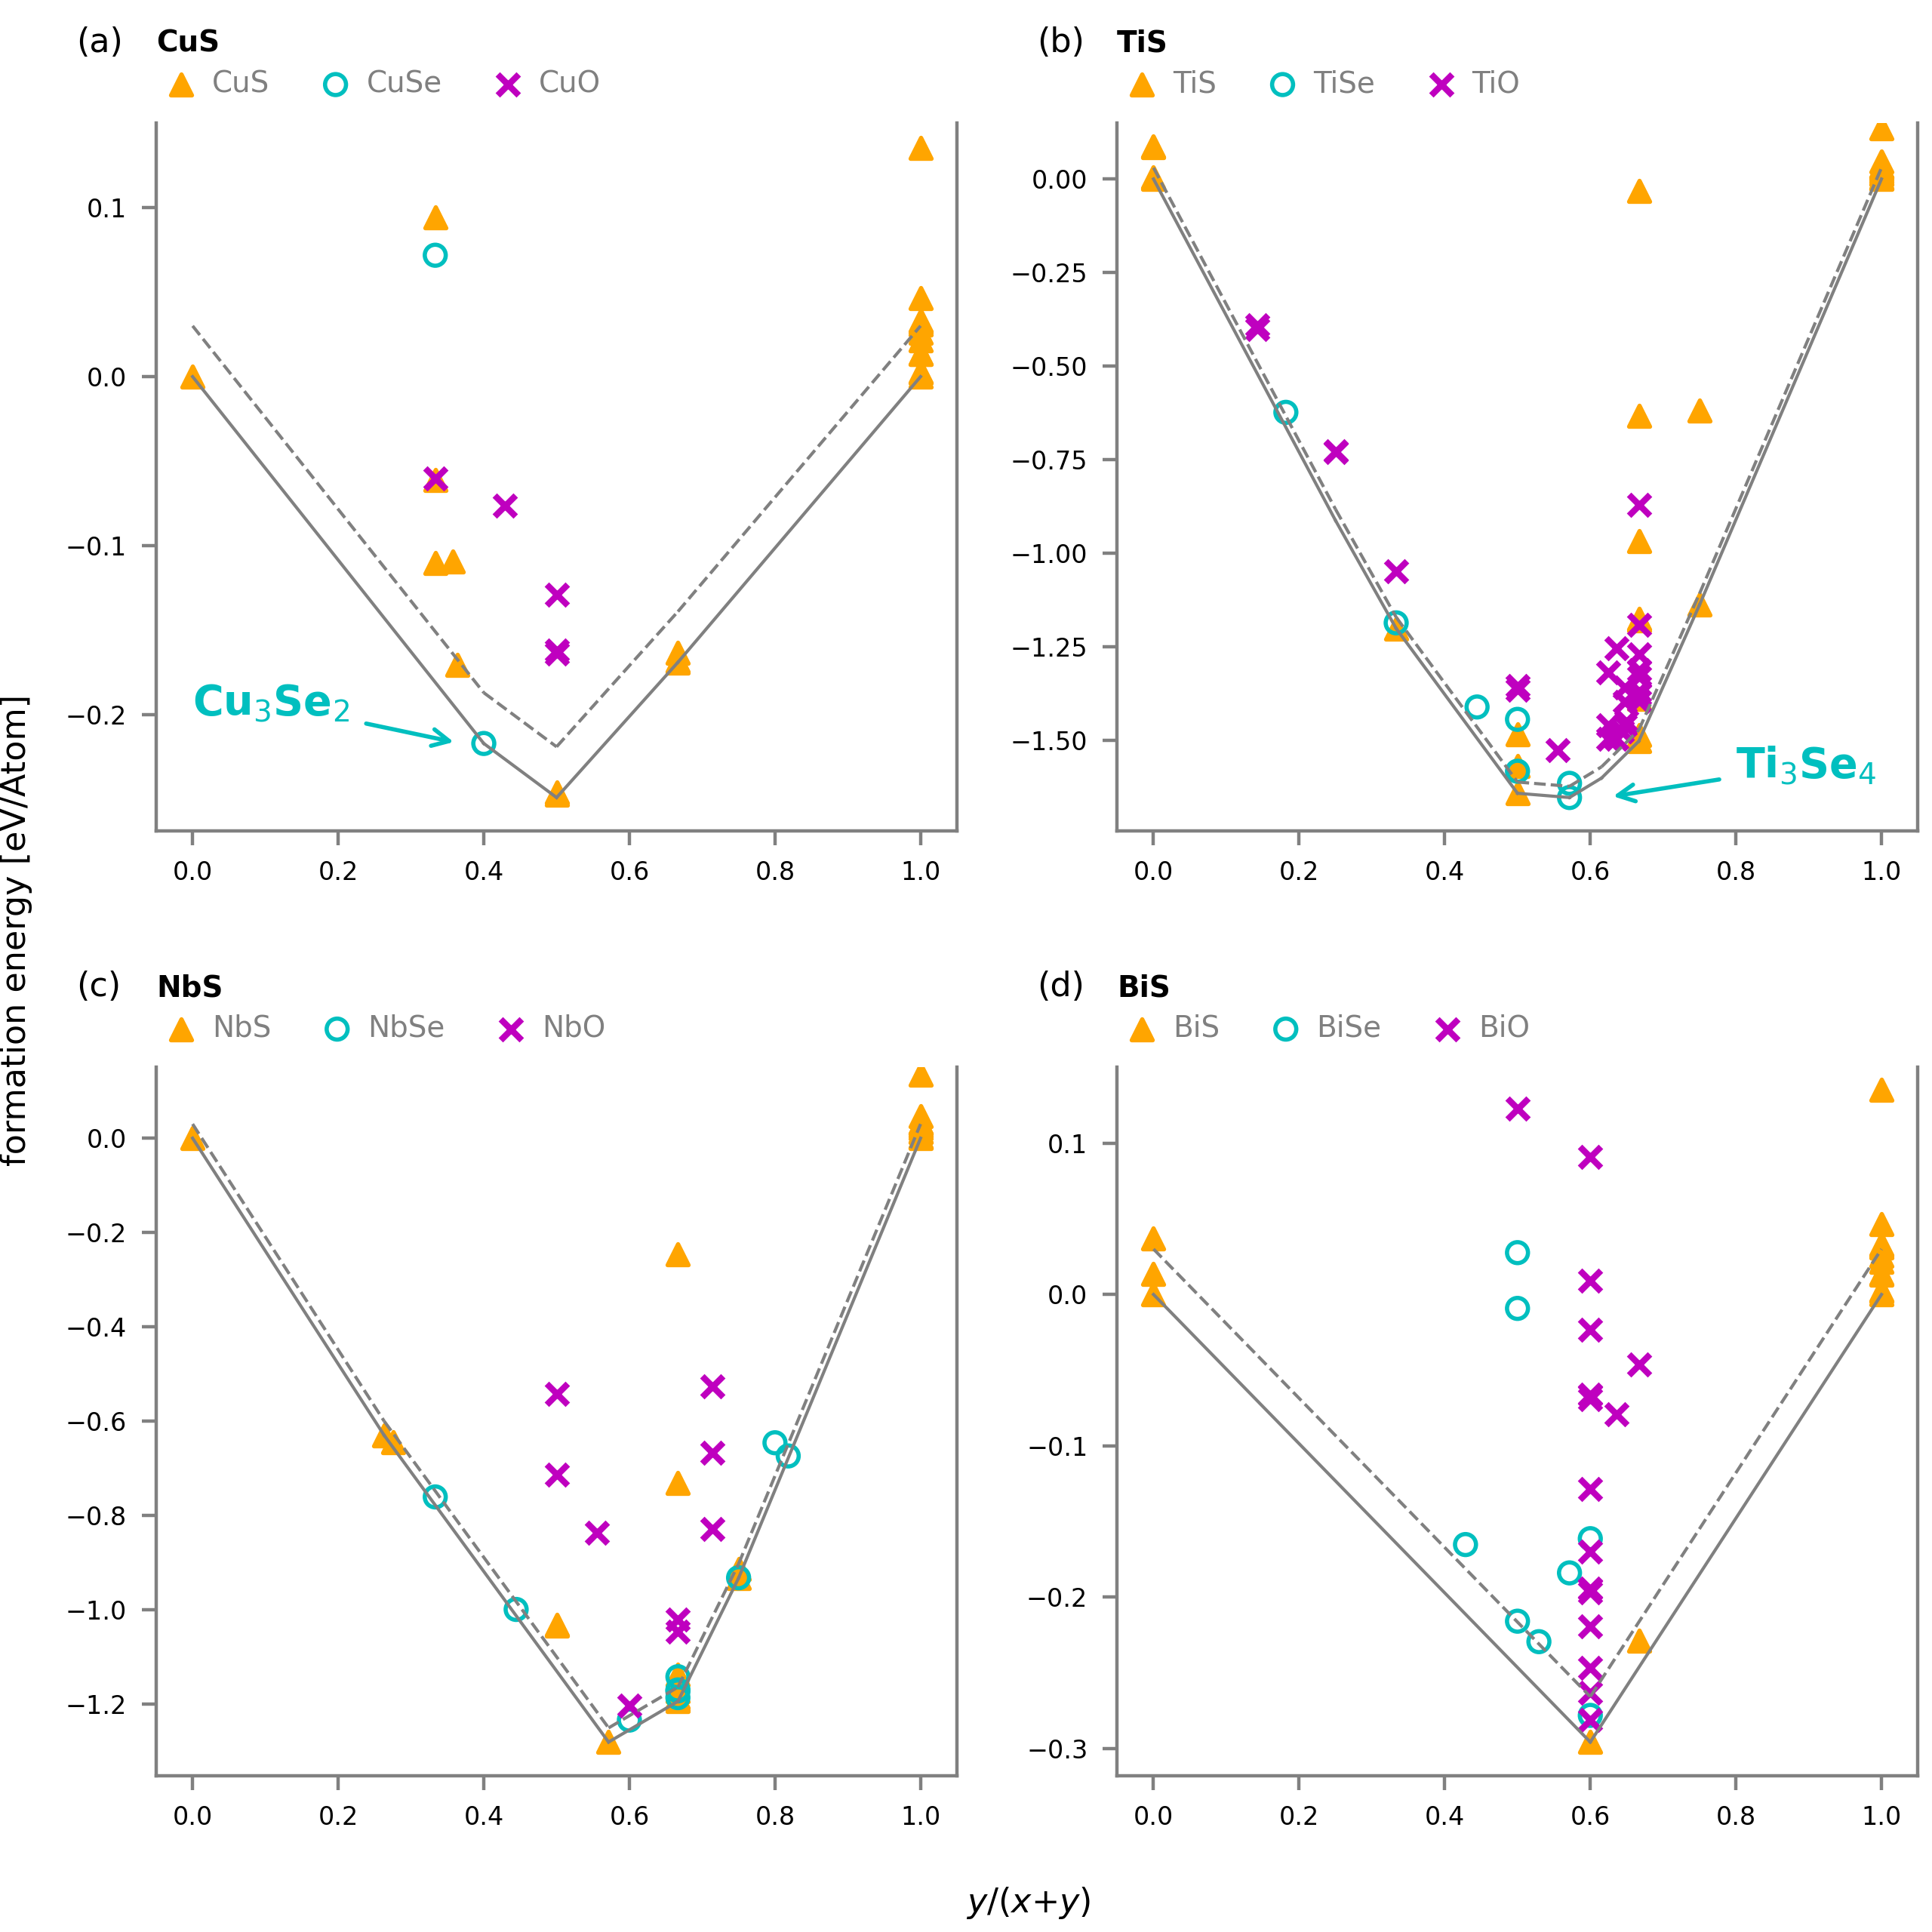 (a) CuS
CuS CuSe CuO
0.1
0.0
−0.1
−0.2
Cu₃Se₂
0.0 0.2 0.4 0.6 0.8 1.0
(b) TiS
TiS TiSe TiO
0.00
−0.25
−0.50
−0.75
−1.00
−1.25
−1.50
Ti₃Se₄
0.0 0.2 0.4 0.6 0.8 1.0
formation energy [eV/Atom]
(c) NbS
NbS NbSe NbO
0.0
−0.2
−0.4
−0.6
−0.8
−1.0
−1.2
0.0 0.2 0.4 0.6 0.8 1.0
(d) BiS
BiS BiSe BiO
0.1
0.0
−0.1
−0.2
−0.3
0.0 0.2 0.4 0.6 0.8 1.0
y/(x+y)